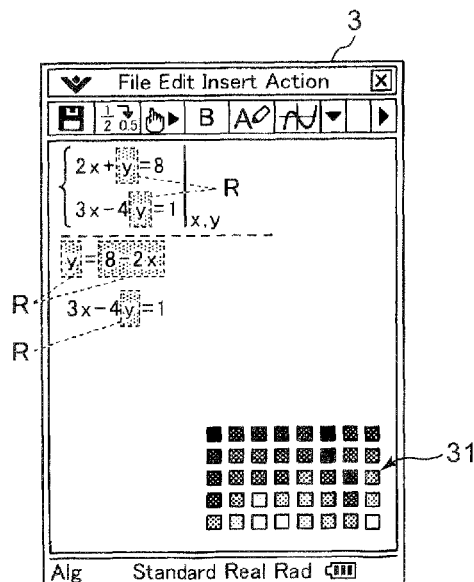 3
File Edit Insert Action X
1/2 0.5 B A
2x+y=8
3x-4y=1
x,y
R
y=8-2x
R
3x-4y=1
R
31
Alg Standard Real Rad